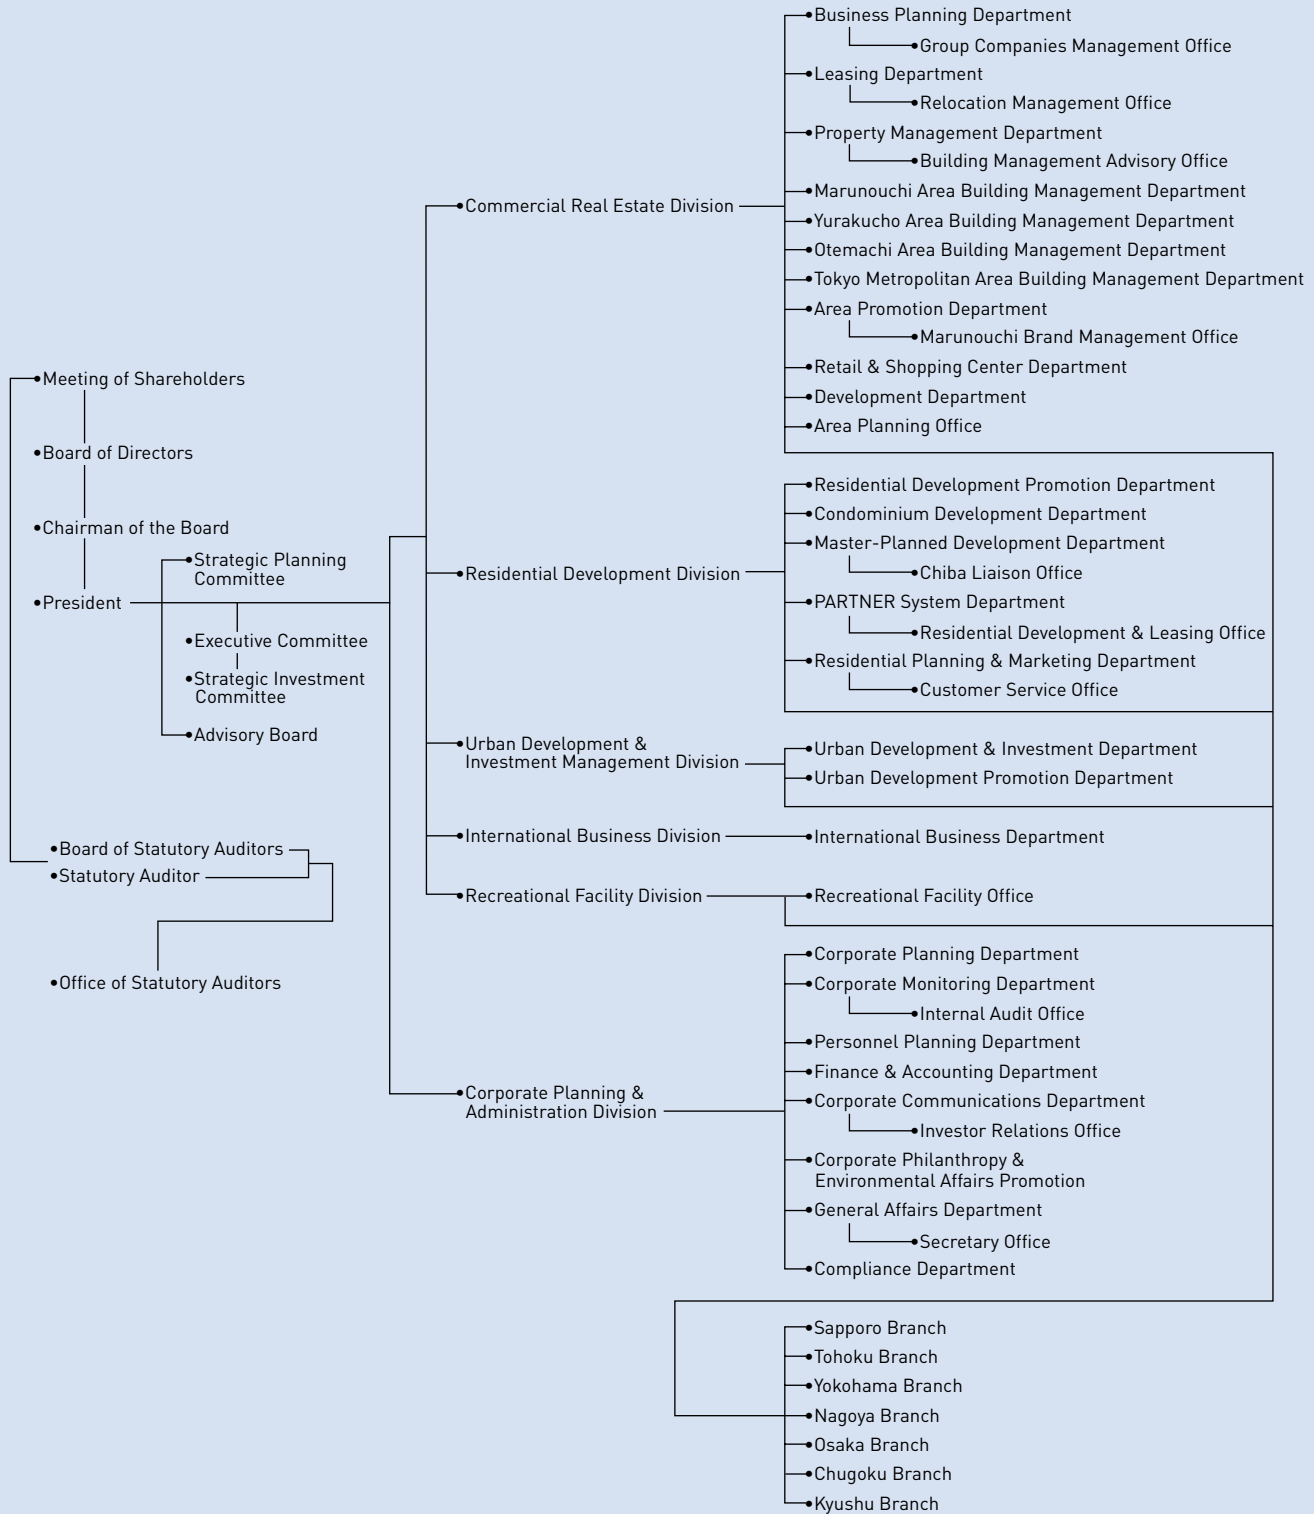 Meeting of Shareholders
Board of Directors
Chairman of the Board
President
Strategic Planning
Committee
Executive Committee
Strategic Investment
Committee
Advisory Board
Board of Statutory Auditors
Statutory Auditor
Office of Statutory Auditors
Commercial Real Estate Division
Business Planning Department
Group Companies Management Office
Leasing Department
Relocation Management Office
Property Management Department
Building Management Advisory Office
Marunouchi Area Building Management Department
Yurakucho Area Building Management Department
Otemachi Area Building Management Department
Tokyo Metropolitan Area Building Management Department
Area Promotion Department
Marunouchi Brand Management Office
Retail & Shopping Center Department
Development Department
Area Planning Office
Residential Development Division
Residential Development Promotion Department
Condominium Development Department
Master-Planned Development Department
Chiba Liaison Office
PARTNER System Department
Residential Development & Leasing Office
Residential Planning & Marketing Department
Customer Service Office
Urban Development &
Investment Management Division
Urban Development & Investment Department
Urban Development Promotion Department
International Business Division
International Business Department
Recreational Facility Division
Recreational Facility Office
Corporate Planning &
Administration Division
Corporate Planning Department
Corporate Monitoring Department
Internal Audit Office
Personnel Planning Department
Finance & Accounting Department
Corporate Communications Department
Investor Relations Office
Corporate Philanthropy &
Environmental Affairs Promotion
General Affairs Department
Secretary Office
Compliance Department
Sapporo Branch
Tohoku Branch
Yokohama Branch
Nagoya Branch
Osaka Branch
Chugoku Branch
Kyushu Branch